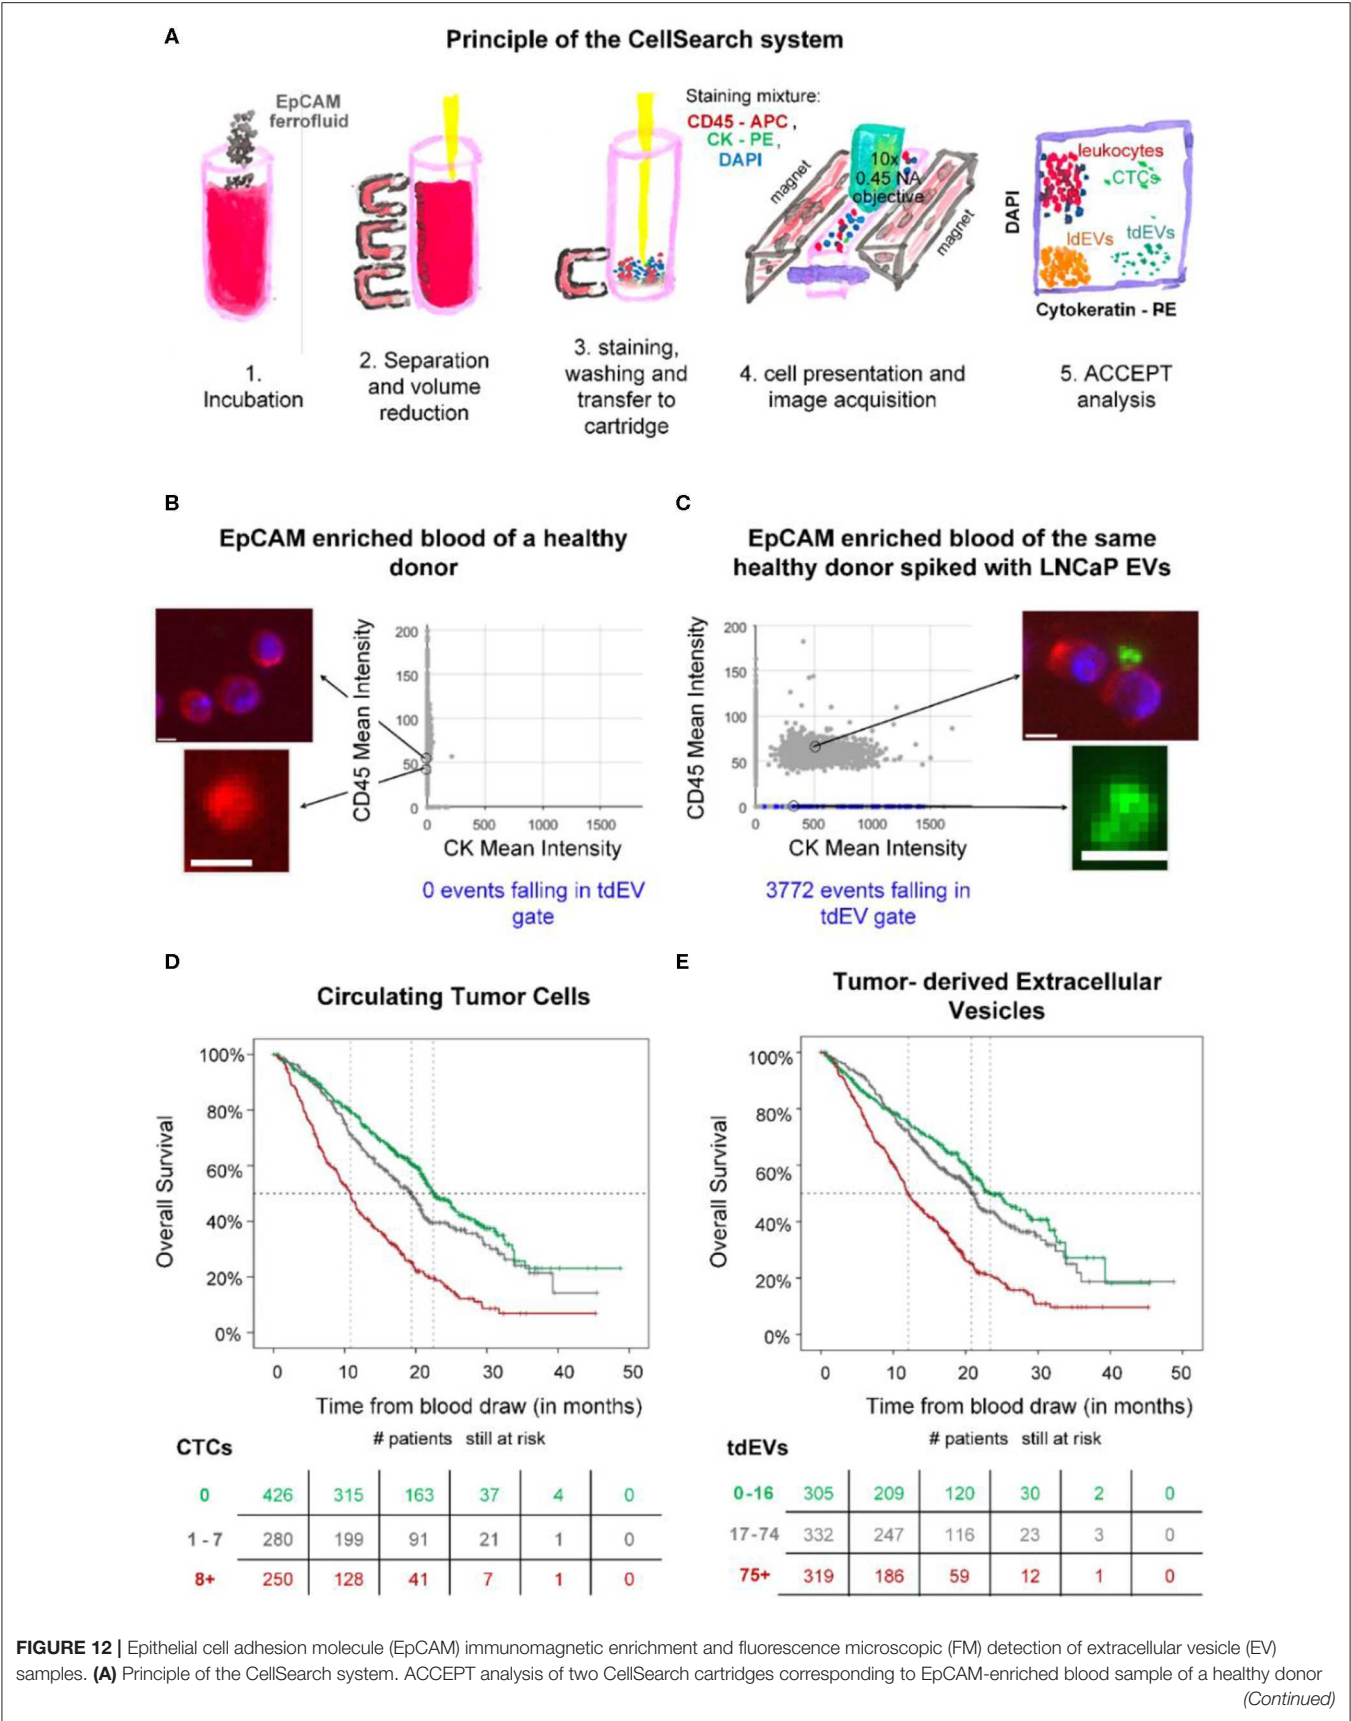 A
Principle of the CellSearch system
EpCAM
ferrofluid
Staining mixture:
CD45 - APC ,
CK - PE ,
DAPI
magnet
10x
0.45 NA
objective
magnet
DAPI
leukocytes
CTCs
ldEVs
tdEVs
Cytokeratin - PE
1.
Incubation
2. Separation
and volume
reduction
3. staining,
washing and
transfer to
cartridge
4. cell presentation and
image acquisition
5. ACCEPT
analysis
B
EpCAM enriched blood of a healthy
donor
CD45 Mean Intensity
200
150
100
50
0
0 500 1000 1500
CK Mean Intensity
0 events falling in tdEV
gate
C
EpCAM enriched blood of the same
healthy donor spiked with LNCaP EVs
CD45 Mean Intensity
200
150
100
50
0
0 500 1000 1500
CK Mean Intensity
3772 events falling in
tdEV gate
D
Circulating Tumor Cells
Overall Survival
100%
80%
60%
40%
20%
0%
0 10 20 30 40 50
Time from blood draw (in months)
CTCs
# patients still at risk
0 426 315 163 37 4 0
1 - 7 280 199 91 21 1 0
8+ 250 128 41 7 1 0
E
Tumor- derived Extracellular
Vesicles
Overall Survival
100%
80%
60%
40%
20%
0%
0 10 20 30 40 50
Time from blood draw (in months)
tdEVs
# patients still at risk
0-16 305 209 120 30 2 0
17-74 332 247 116 23 3 0
75+ 319 186 59 12 1 0
FIGURE 12 | Epithelial cell adhesion molecule (EpCAM) immunomagnetic enrichment and fluorescence microscopic (FM) detection of extracellular vesicle (EV)
samples. (A) Principle of the CellSearch system. ACCEPT analysis of two CellSearch cartridges corresponding to EpCAM-enriched blood sample of a healthy donor
(Continued)